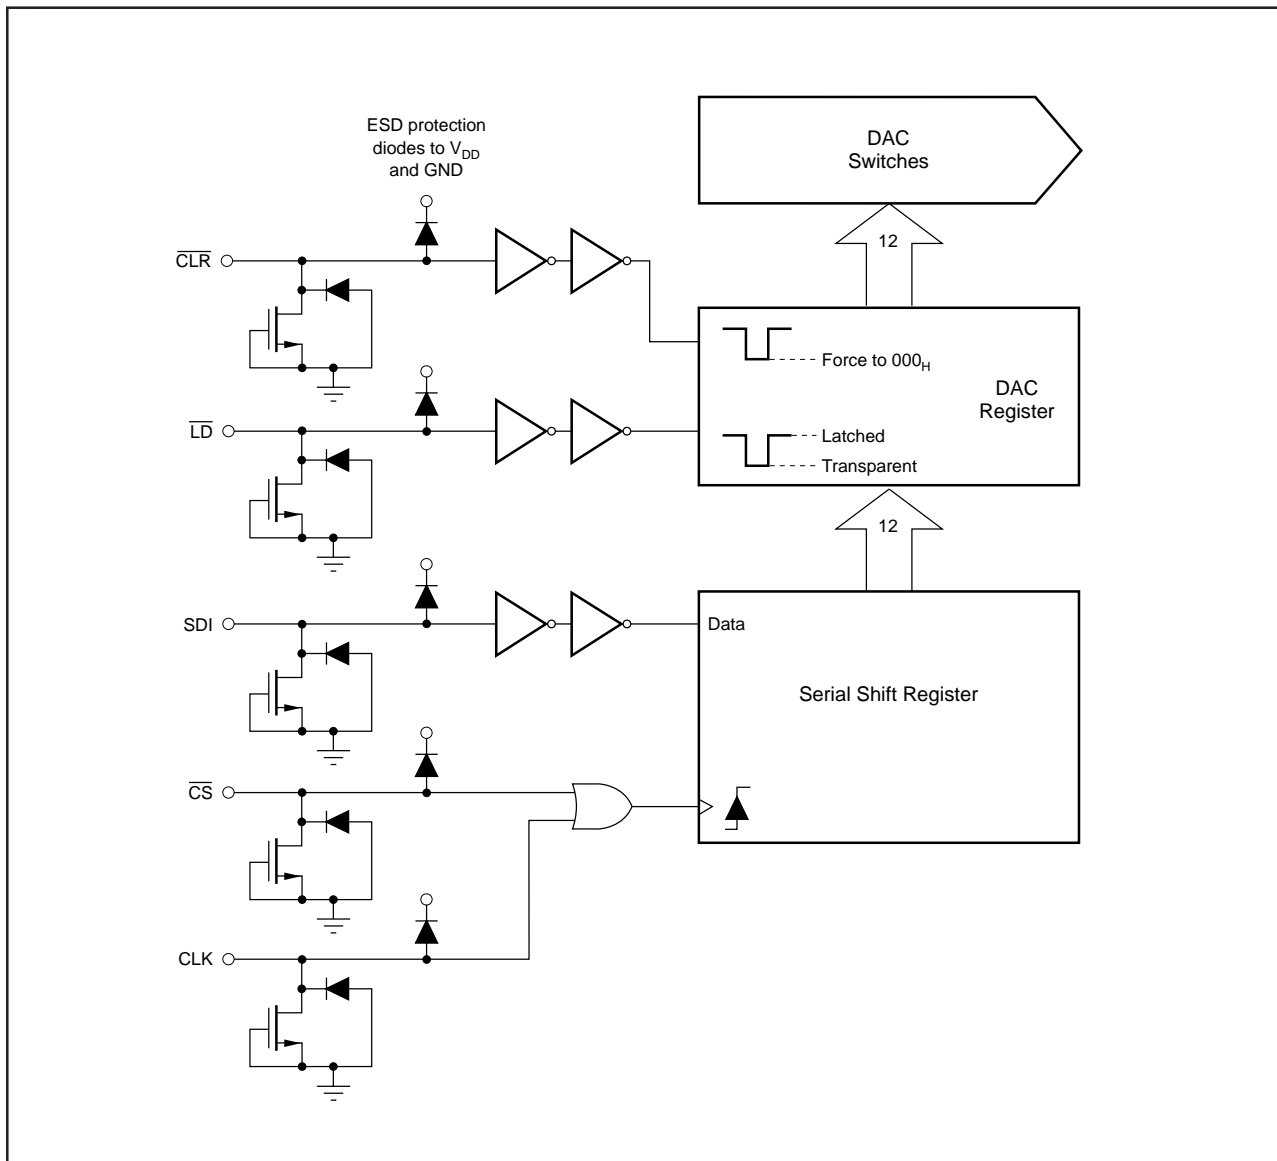 ESD protection
diodes to VDD
and GND
DAC
Switches
12
CLR
Force to 000H
DAC
Register
LD
Latched
Transparent
12
SDI
Data
Serial Shift Register
CS
CLK